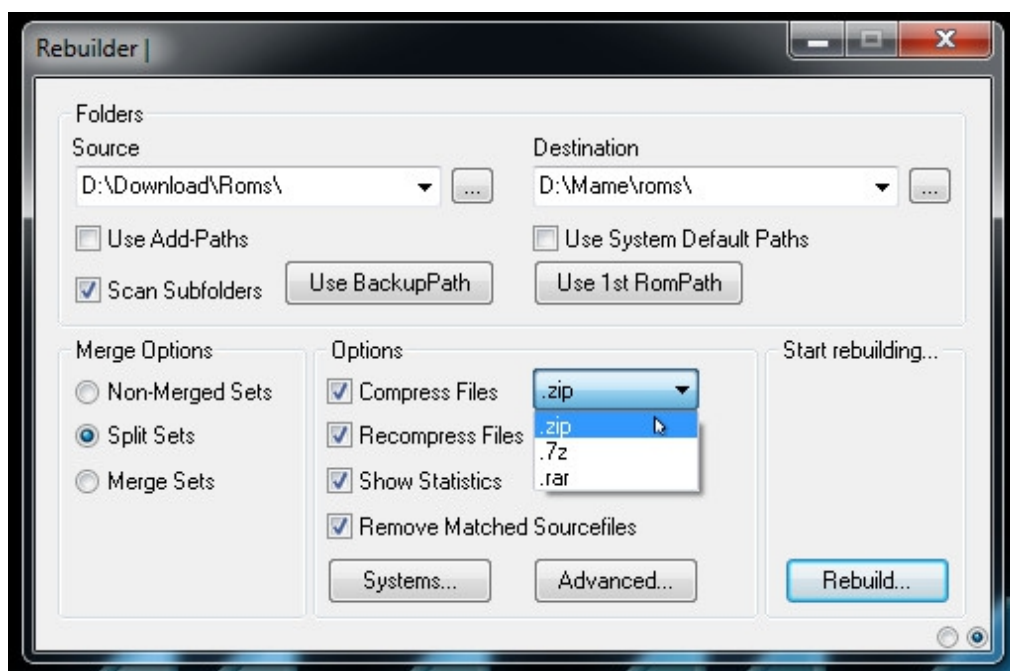 Rebuilder |
Folders
Source
Destination
D:\Download\Roms\
...
D:\Mame\roms\
...
Use Add-Paths
Use System Default Paths
Scan Subfolders
Use BackupPath
Use 1st RomPath
Merge Options
Non-Merged Sets
Split Sets
Merge Sets
Options
Compress Files
.zip
.zip
.7z
.rar
Recompress Files
Show Statistics
Remove Matched Sourcefiles
Systems...
Advanced...
Start rebuilding...
Rebuild...